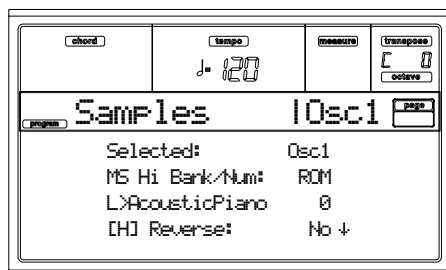 chord tempo measure transpose
♩= 120 C 0
octave
program Samples |Osc1 page
Selected: Osc1
MS Hi Bank/Num: ROM
L>AcousticPiano 0
[H] Reverse: No ↓